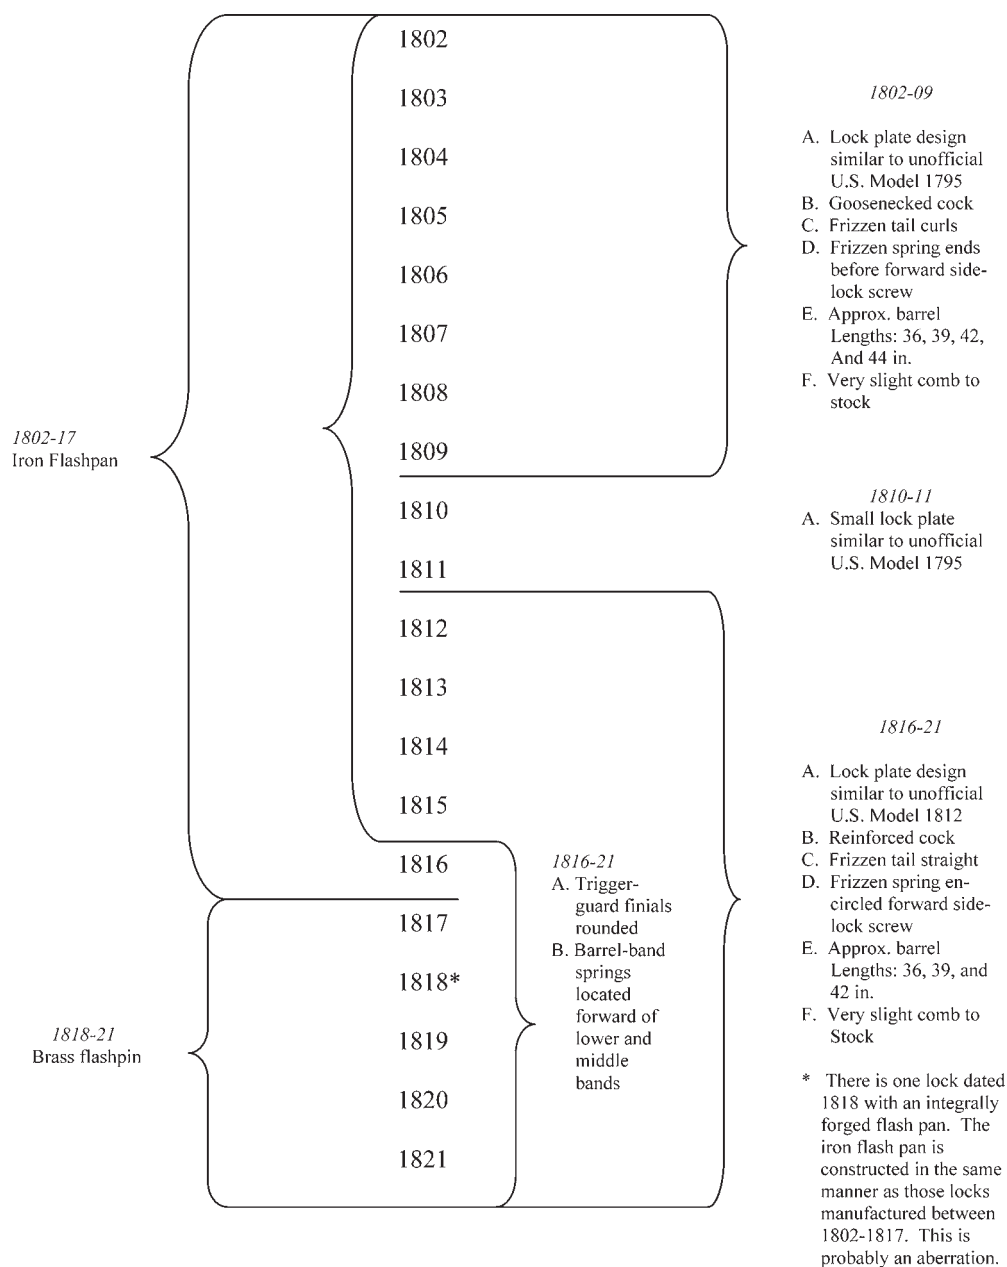 1802
1803
1804
1805
1806
1807
1808
1809
1810
1811
1812
1813
1814
1815
1816
1817
1818*
1819
1820
1821
1802-17
Iron Flashpan
1818-21
Brass flashpin
1816-21
A. Trigger-
guard finials
rounded
B. Barrel-band
springs
located
forward of
lower and
middle
bands
1802-09
A. Lock plate design
similar to unofficial
U.S. Model 1795
B. Goosenecked cock
C. Frizzen tail curls
D. Frizzen spring ends
before forward side-
lock screw
E. Approx. barrel
Lengths: 36, 39, 42,
And 44 in.
F. Very slight comb to
stock
1810-11
A. Small lock plate
similar to unofficial
U.S. Model 1795
1816-21
A. Lock plate design
similar to unofficial
U.S. Model 1812
B. Reinforced cock
C. Frizzen tail straight
D. Frizzen spring en-
circled forward side-
lock screw
E. Approx. barrel
Lengths: 36, 39, and
42 in.
F. Very slight comb to
Stock
* There is one lock dated
1818 with an integrally
forged flash pan. The
iron flash pan is
constructed in the same
manner as those locks
manufactured between
1802-1817. This is
probably an aberration.